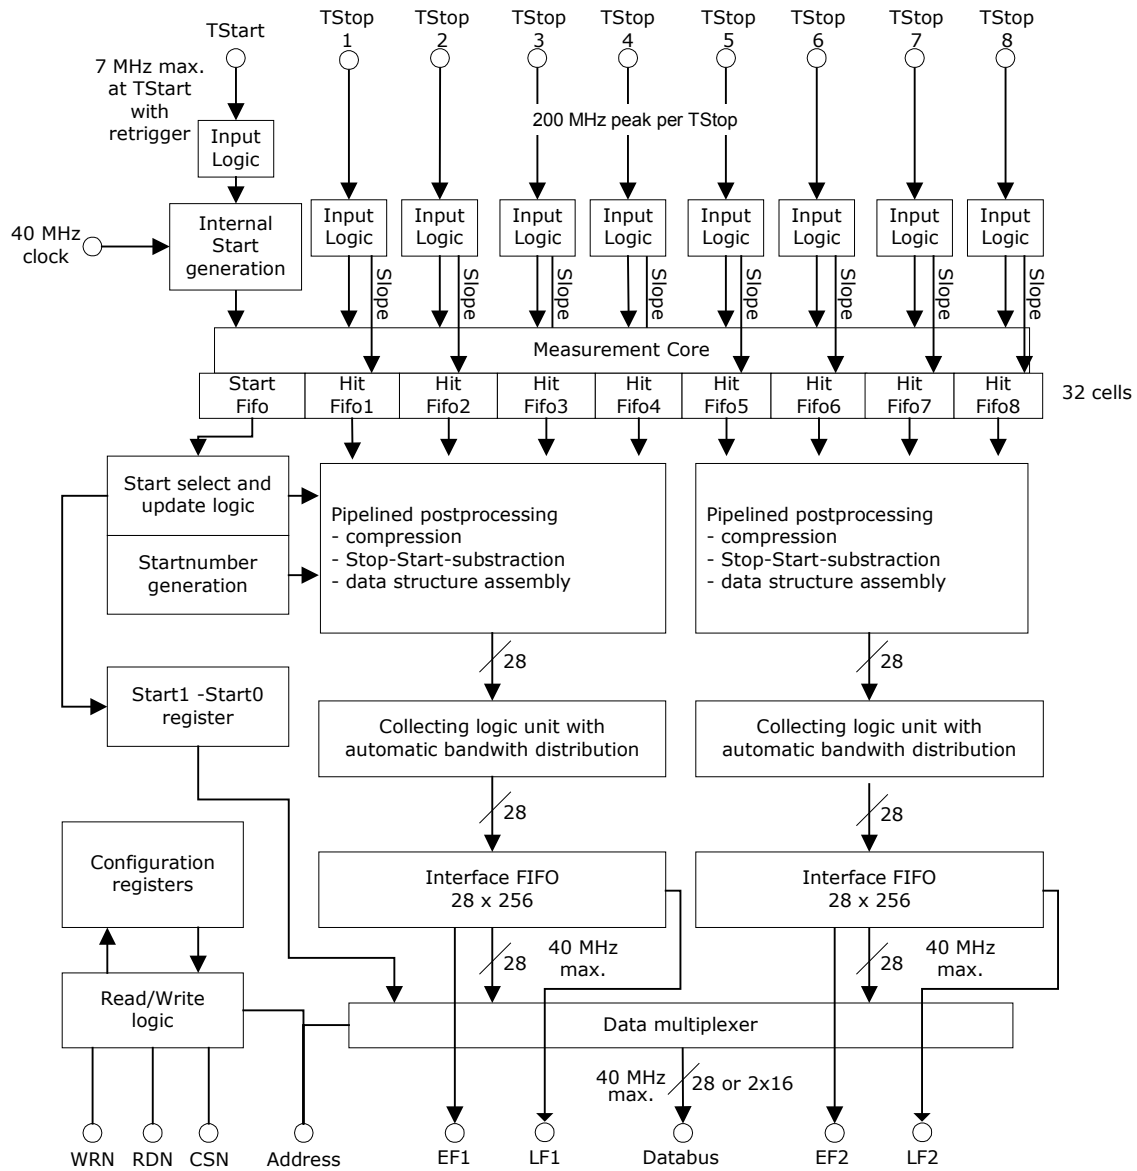 TStart
TStop
1
TStop
2
TStop
3
TStop
4
TStop
5
TStop
6
TStop
7
TStop
8
7 MHz max.
at TStart
with
retrigger
200 MHz peak per TStop
Input
Logic
40 MHz
clock
Internal
Start
generation
Input
Logic
Input
Logic
Input
Logic
Input
Logic
Input
Logic
Input
Logic
Input
Logic
Input
Logic
Slope
Slope
Slope
Slope
Slope
Slope
Slope
Measurement Core
Start
Fifo
Hit
Fifo1
Hit
Fifo2
Hit
Fifo3
Hit
Fifo4
Hit
Fifo5
Hit
Fifo6
Hit
Fifo7
Hit
Fifo8
32 cells
Start select and
update logic
Startnumber
generation
Pipelined postprocessing
- compression
- Stop-Start-substraction
- data structure assembly
Pipelined postprocessing
- compression
- Stop-Start-substraction
- data structure assembly
28
28
Start1 -Start0
register
Collecting logic unit with
automatic bandwith distribution
Collecting logic unit with
automatic bandwith distribution
28
28
Configuration
registers
Interface FIFO
28 x 256
Interface FIFO
28 x 256
28
40 MHz
max.
28
40 MHz
max.
Read/Write
logic
Data multiplexer
40 MHz
max.
28 or 2x16
WRN
RDN
CSN
Address
EF1
LF1
Databus
EF2
LF2